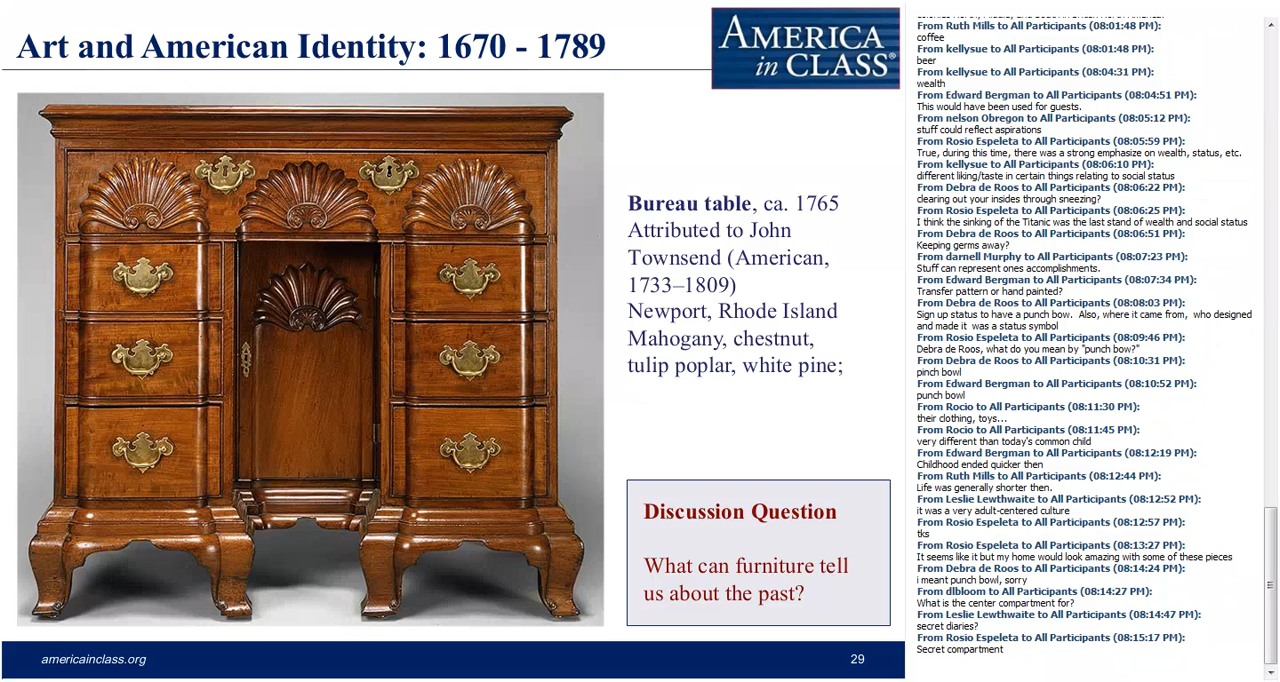 Art and American Identity: 1670 - 1789
AMERICA
in CLASS®
Bureau table, ca. 1765
Attributed to John
Townsend (American,
1733–1809)
Newport, Rhode Island
Mahogany, chestnut,
tulip poplar, white pine;
Discussion Question
What can furniture tell
us about the past?
americainclass.org
29
From Ruth Mills to All Participants (08:01:48 PM):
coffee
From kellysue to All Participants (08:01:48 PM):
beer
From kellysue to All Participants (08:04:31 PM):
wealth
From Edward Bergman to All Participants (08:04:51 PM):
This would have been used for guests.
From nelson Obregon to All Participants (08:05:12 PM):
stuff could reflect aspirations
From Rosio Espeleta to All Participants (08:05:59 PM):
True, during this time, there was a strong emphasize on wealth, status, etc.
From kellysue to All Participants (08:06:10 PM):
different liking/taste in certain things relating to social status
From Debra de Roos to All Participants (08:06:22 PM):
clearing out your insides through sneezing?
From Rosio Espeleta to All Participants (08:06:25 PM):
I think the sinking of the Titanic was the last stand of wealth and social status
From Debra de Roos to All Participants (08:06:51 PM):
Keeping germs away?
From darnell Murphy to All Participants (08:07:23 PM):
Stuff can represent ones accomplishments.
From Edward Bergman to All Participants (08:07:34 PM):
Transfer pattern or hand painted?
From Debra de Roos to All Participants (08:08:03 PM):
Sign up status to have a punch bow.  Also, where it came from,  who designed
and made it  was a status symbol
From Rosio Espeleta to All Participants (08:09:46 PM):
Debra de Roos, what do you mean by "punch bow?"
From Debra de Roos to All Participants (08:10:31 PM):
pinch bowl
From Edward Bergman to All Participants (08:10:52 PM):
punch bowl
From Rocio to All Participants (08:11:30 PM):
their clothing, toys...
From Rocio to All Participants (08:11:45 PM):
very different than today's common child
From Edward Bergman to All Participants (08:12:19 PM):
Childhood ended quicker then
From Ruth Mills to All Participants (08:12:44 PM):
Life was generally shorter then.
From Leslie Lewthwaite to All Participants (08:12:52 PM):
it was a very adult-centered culture
From Rosio Espeleta to All Participants (08:12:57 PM):
tks
From Rosio Espeleta to All Participants (08:13:27 PM):
It seems like it but my home would look amazing with some of these pieces
From Debra de Roos to All Participants (08:14:24 PM):
i meant punch bowl, sorry
From dlbloom to All Participants (08:14:27 PM):
What is the center compartment for?
From Leslie Lewthwaite to All Participants (08:14:47 PM):
secret diaries?
From Rosio Espeleta to All Participants (08:15:17 PM):
Secret compartment